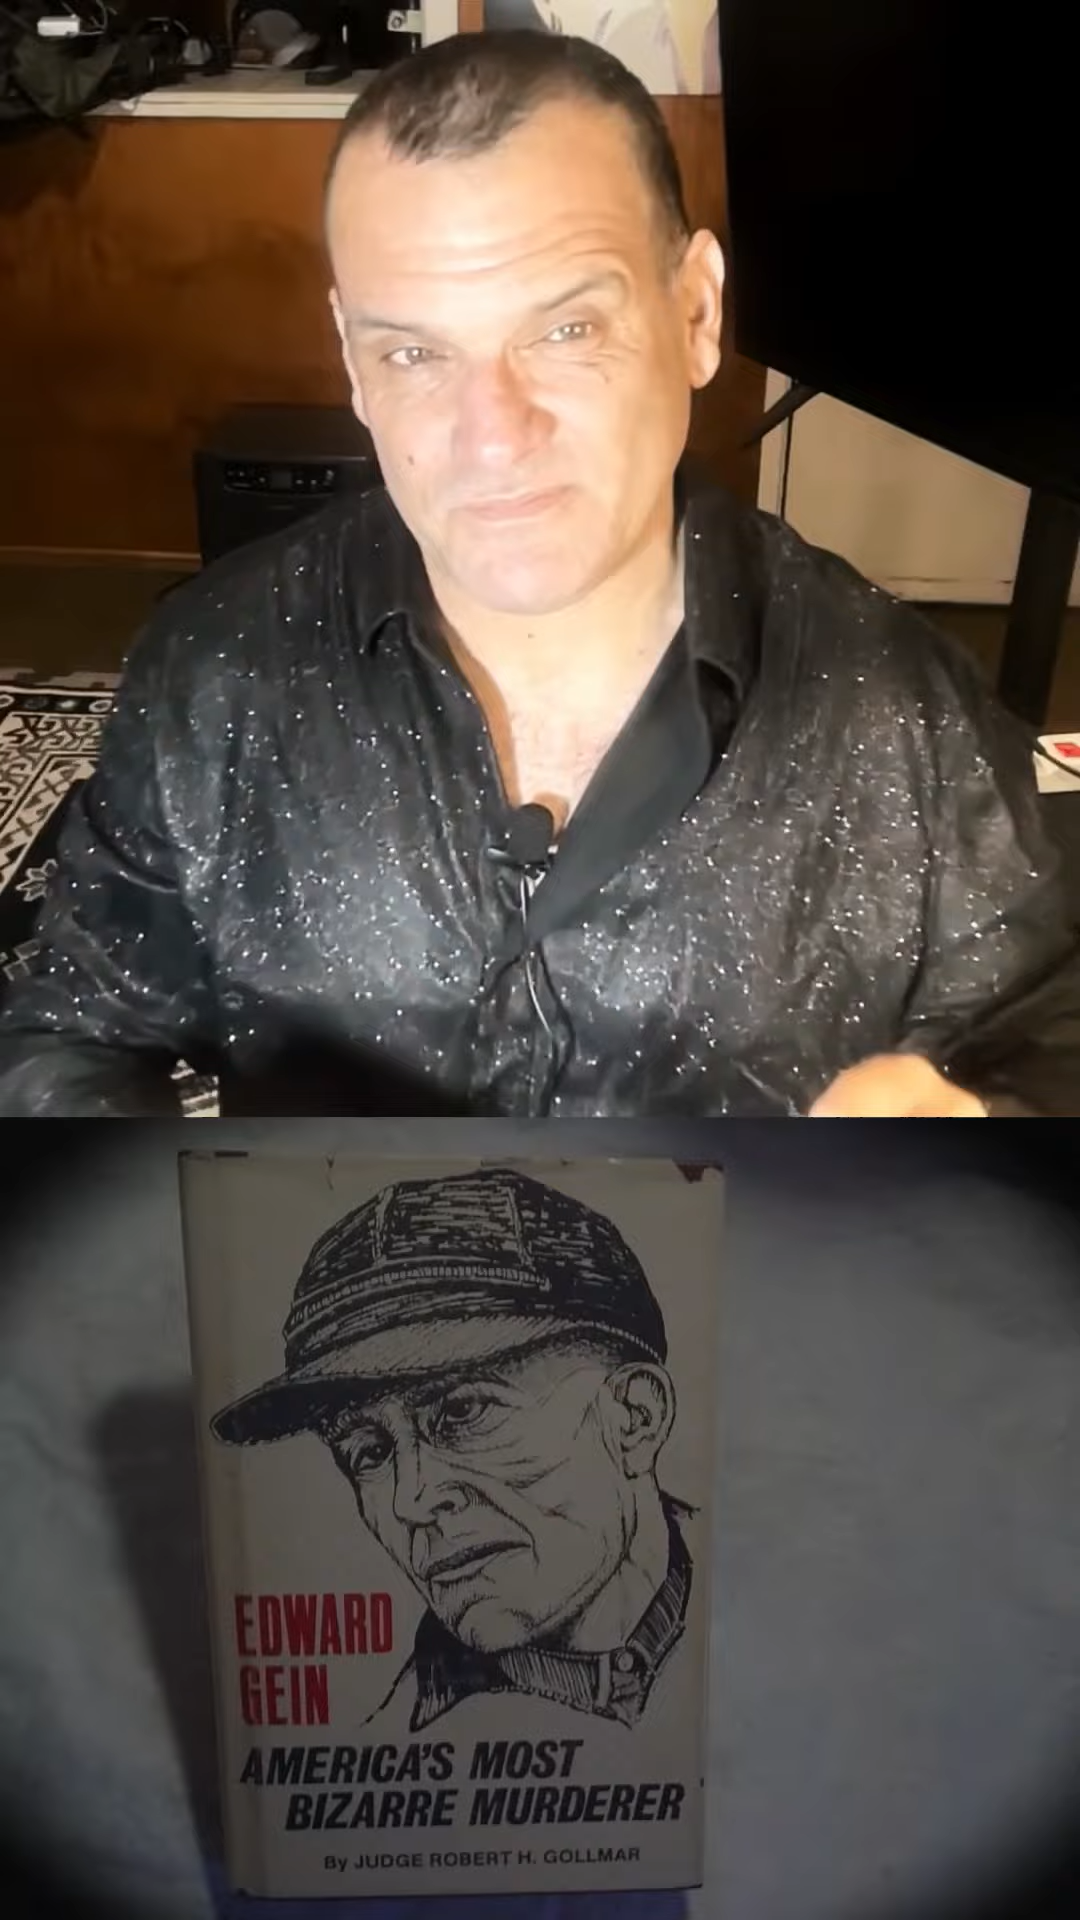 EDWARD
GEIN
AMERICA'S MOST
BIZARRE MURDERER
By JUDGE ROBERT H. GOLLMAR